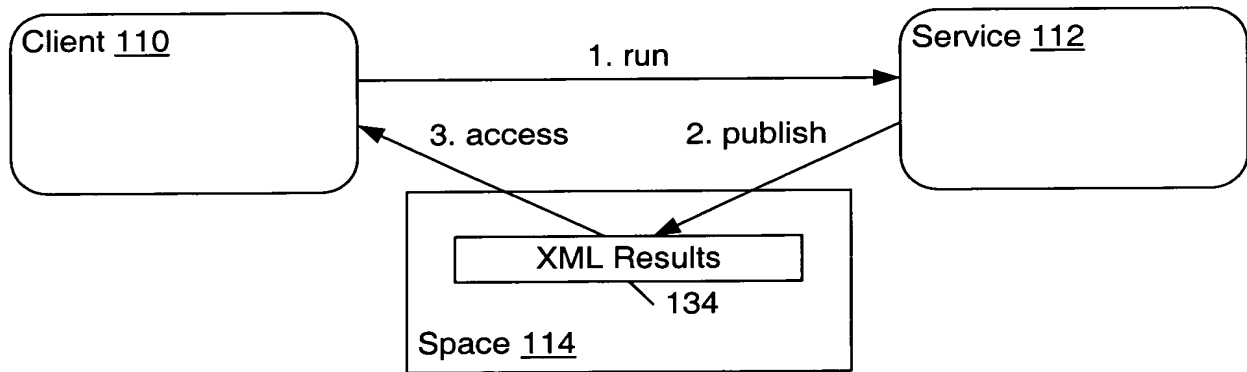 Client 110
Service 112
1. run
3. access
2. publish
XML Results
134
Space 114